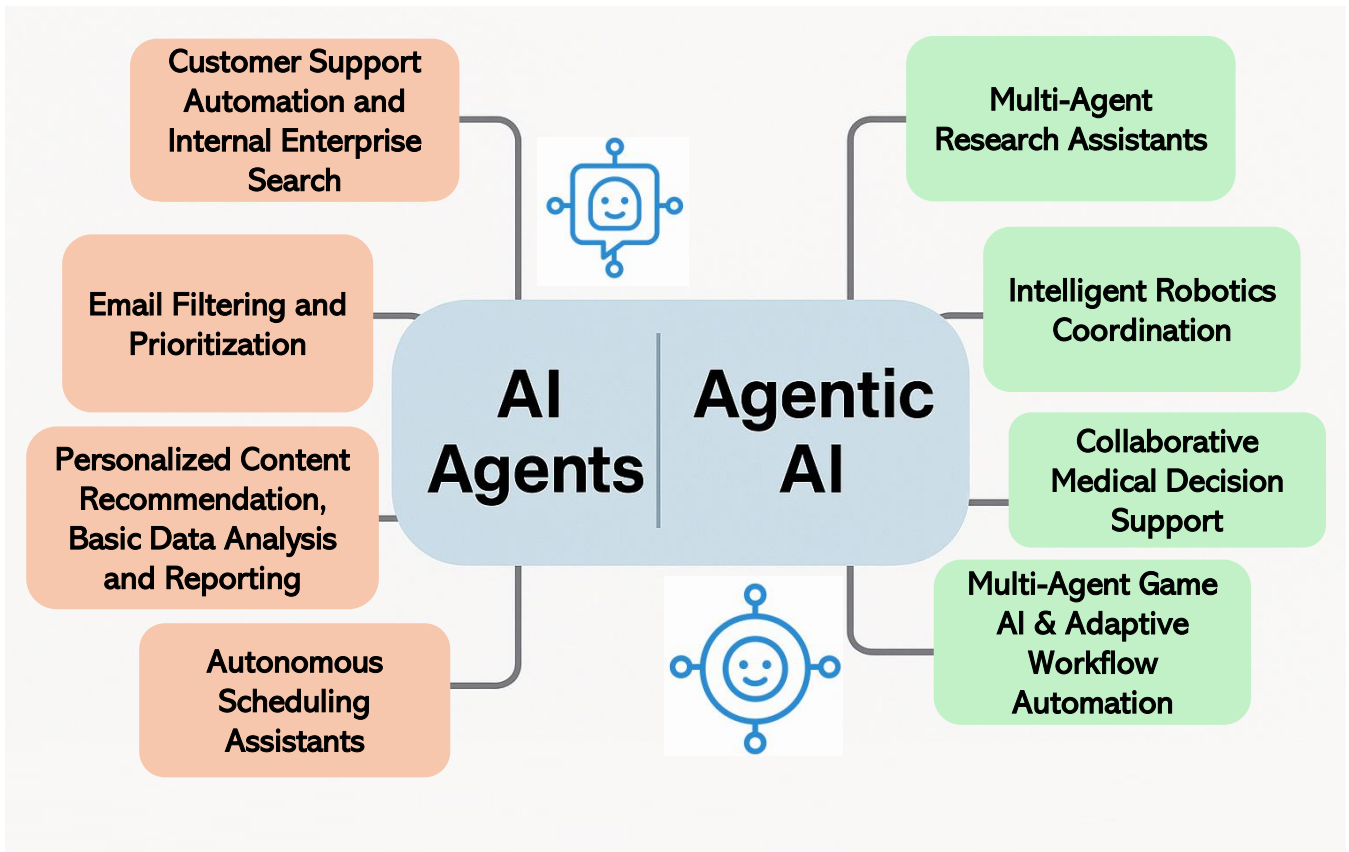 Customer Support
Automation and
Internal Enterprise
Search
Email Filtering and
Prioritization
Personalized Content
Recommendation,
Basic Data Analysis
and Reporting
Autonomous
Scheduling
Assistants
AI
Agents
Agentic
AI
Multi-Agent
Research Assistants
Intelligent Robotics
Coordination
Collaborative
Medical Decision
Support
Multi-Agent Game
AI & Adaptive
Workflow
Automation